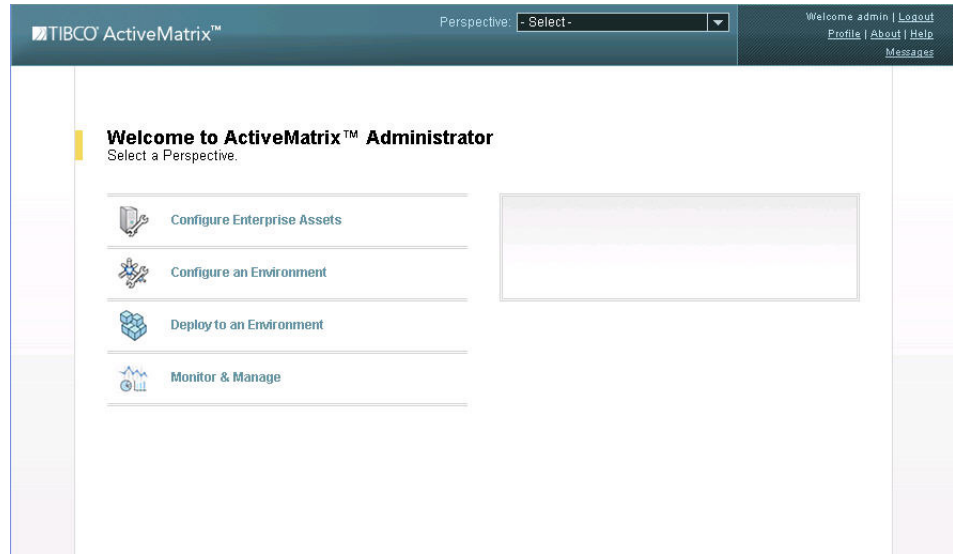 TIBCO ActiveMatrix™
Perspective: - Select -
Welcome admin | Logout
Profile | About | Help
Messages
Welcome to ActiveMatrix™ Administrator
Select a Perspective.
Configure Enterprise Assets
Configure an Environment
Deploy to an Environment
Monitor & Manage